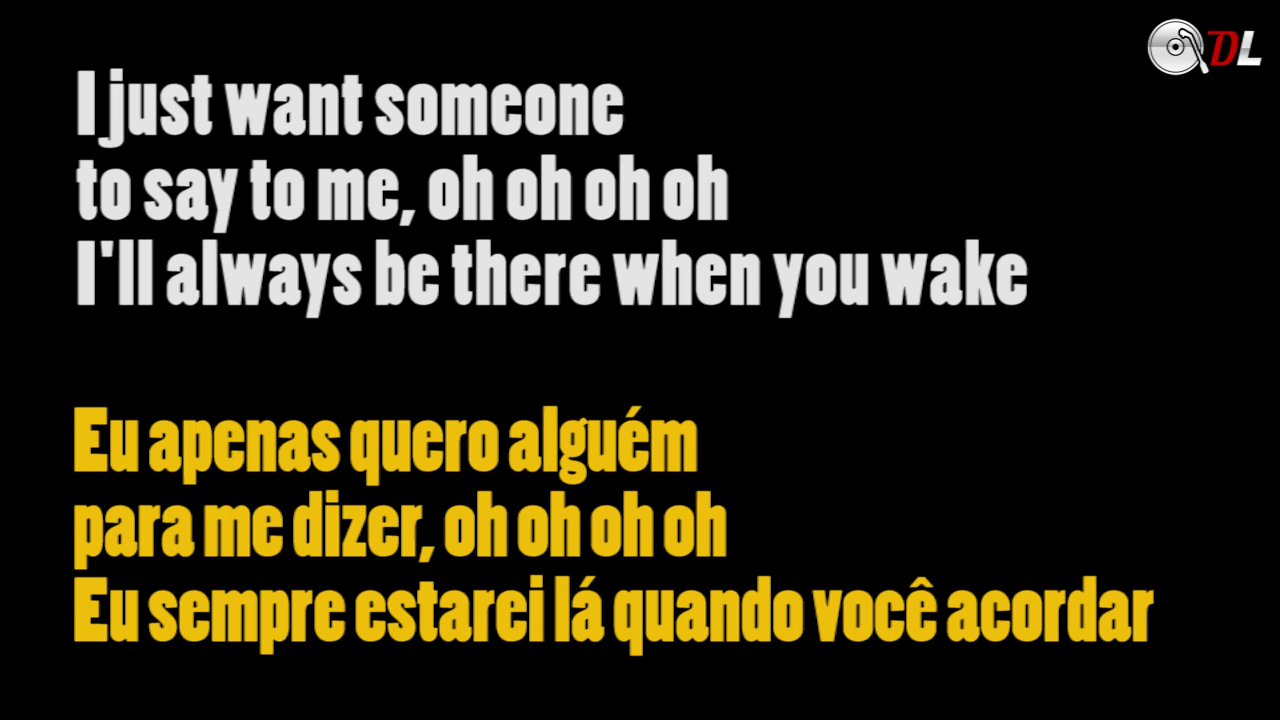 DL
I just want someone
to say to me, oh oh oh oh
I'll always be there when you wake
Eu apenas quero alguém
para me dizer, oh oh oh oh
Eu sempre estarei lá quando você acordar